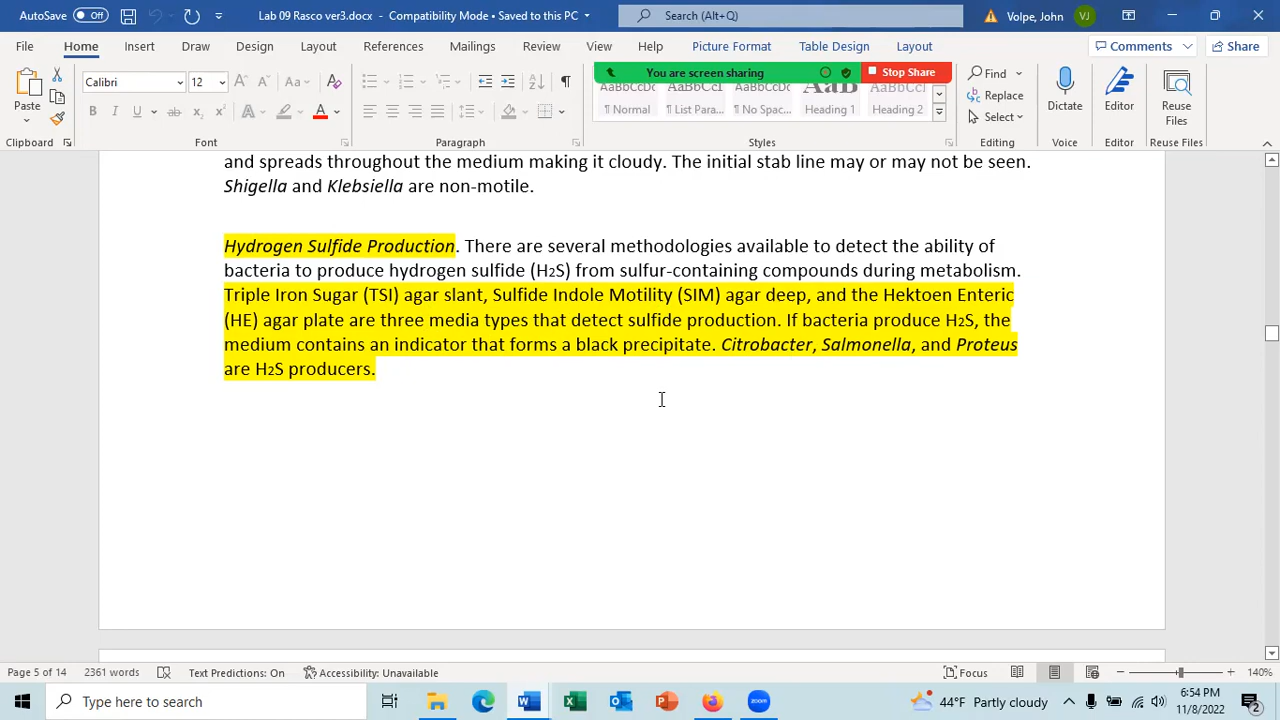 AutoSave Off Lab 09 Rasco ver3.docx - Compatibility Mode • Saved to this PC Search (Alt+Q) Volpe, John VJ
File Home Insert Draw Design Layout References Mailings Review View Help Picture Format Table Design Layout Comments Share
You are screen sharing Stop Share
Paste Calibri 12 Aa Find Replace Select Dictate Editor Reuse Files
B I U ab x₂ x² A A
AaBbCcDc AaBbCcI AaBbCcDc AaB AaBbCcI
¶ Normal ¶ List Para... ¶ No Spac... Heading 1 Heading 2
Clipboard Font Paragraph Styles Editing Voice Editor Reuse Files
and spreads throughout the medium making it cloudy. The initial stab line may or may not be seen.
Shigella and Klebsiella are non-motile.
Hydrogen Sulfide Production. There are several methodologies available to detect the ability of
bacteria to produce hydrogen sulfide (H₂S) from sulfur-containing compounds during metabolism.
Triple Iron Sugar (TSI) agar slant, Sulfide Indole Motility (SIM) agar deep, and the Hektoen Enteric
(HE) agar plate are three media types that detect sulfide production. If bacteria produce H₂S, the
medium contains an indicator that forms a black precipitate. Citrobacter, Salmonella, and Proteus
are H₂S producers.
Page 5 of 14 2361 words Text Predictions: On Accessibility: Unavailable Focus 140%
Type here to search 44°F Partly cloudy 6:54 PM
11/8/2022 2